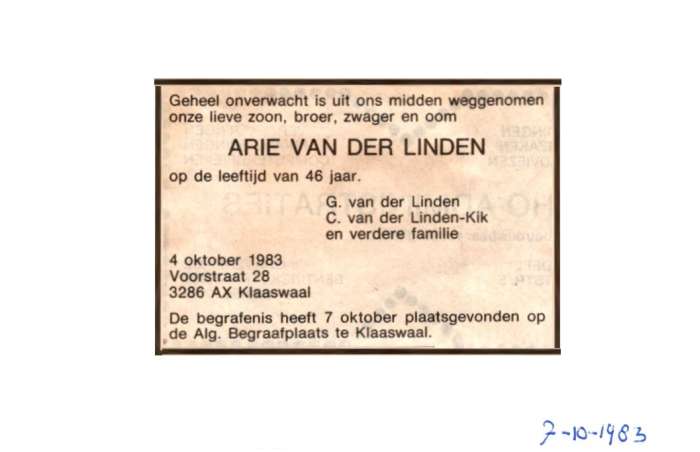 Geheel onverwacht is uit ons midden weggenomen
onze lieve zoon, broer, zwager en oom
ARIE VAN DER LINDEN
op de leeftijd van 46 jaar.
G. van der Linden
C. van der Linden-Kik
en verdere familie
4 oktober 1983
Voorstraat 28
3286 AX Klaaswaal
De begrafenis heeft 7 oktober plaatsgevonden op
de Alg. Begraafplaats te Klaaswaal.
7-10-1983